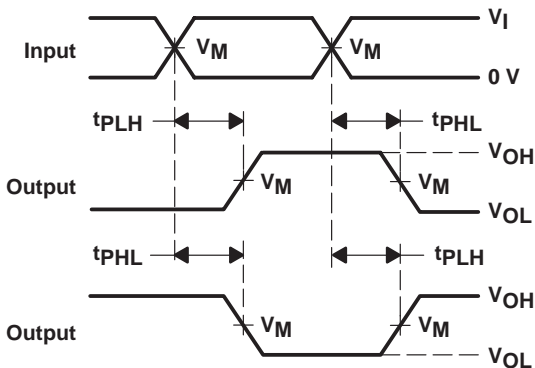 V_I
Input V_M V_M
0 V
t_PLH t_PHL
V_OH
Output V_M V_M
V_OL
t_PHL t_PLH
V_OH
Output V_M V_M
V_OL